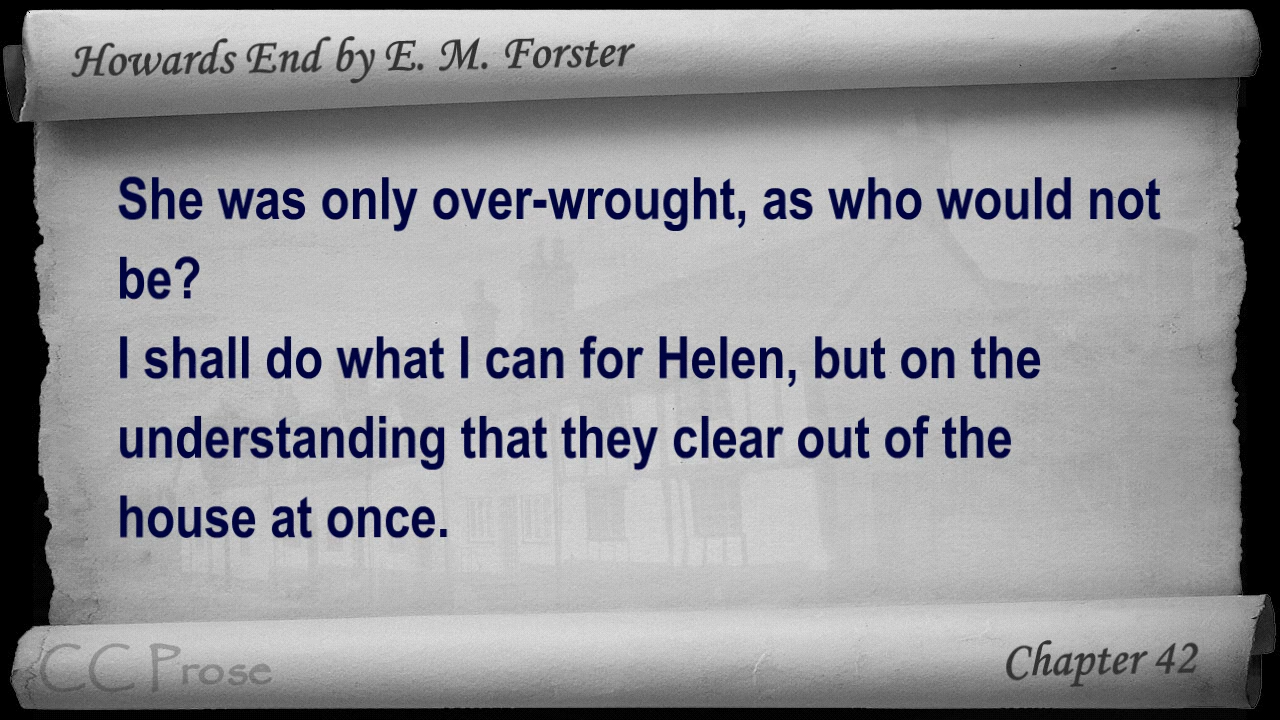 Howards End by E. M. Forster
She was only over-wrought, as who would not
be?
I shall do what I can for Helen, but on the
understanding that they clear out of the
house at once.
CC Prose
Chapter 42